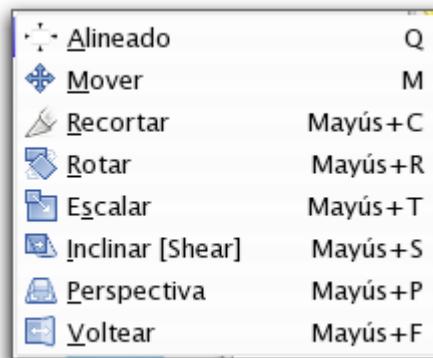 Alineado Q
Mover M
Recortar Mayús+C
Rotar Mayús+R
Escalar Mayús+T
Inclinar [Shear] Mayús+S
Perspectiva Mayús+P
Voltear Mayús+F